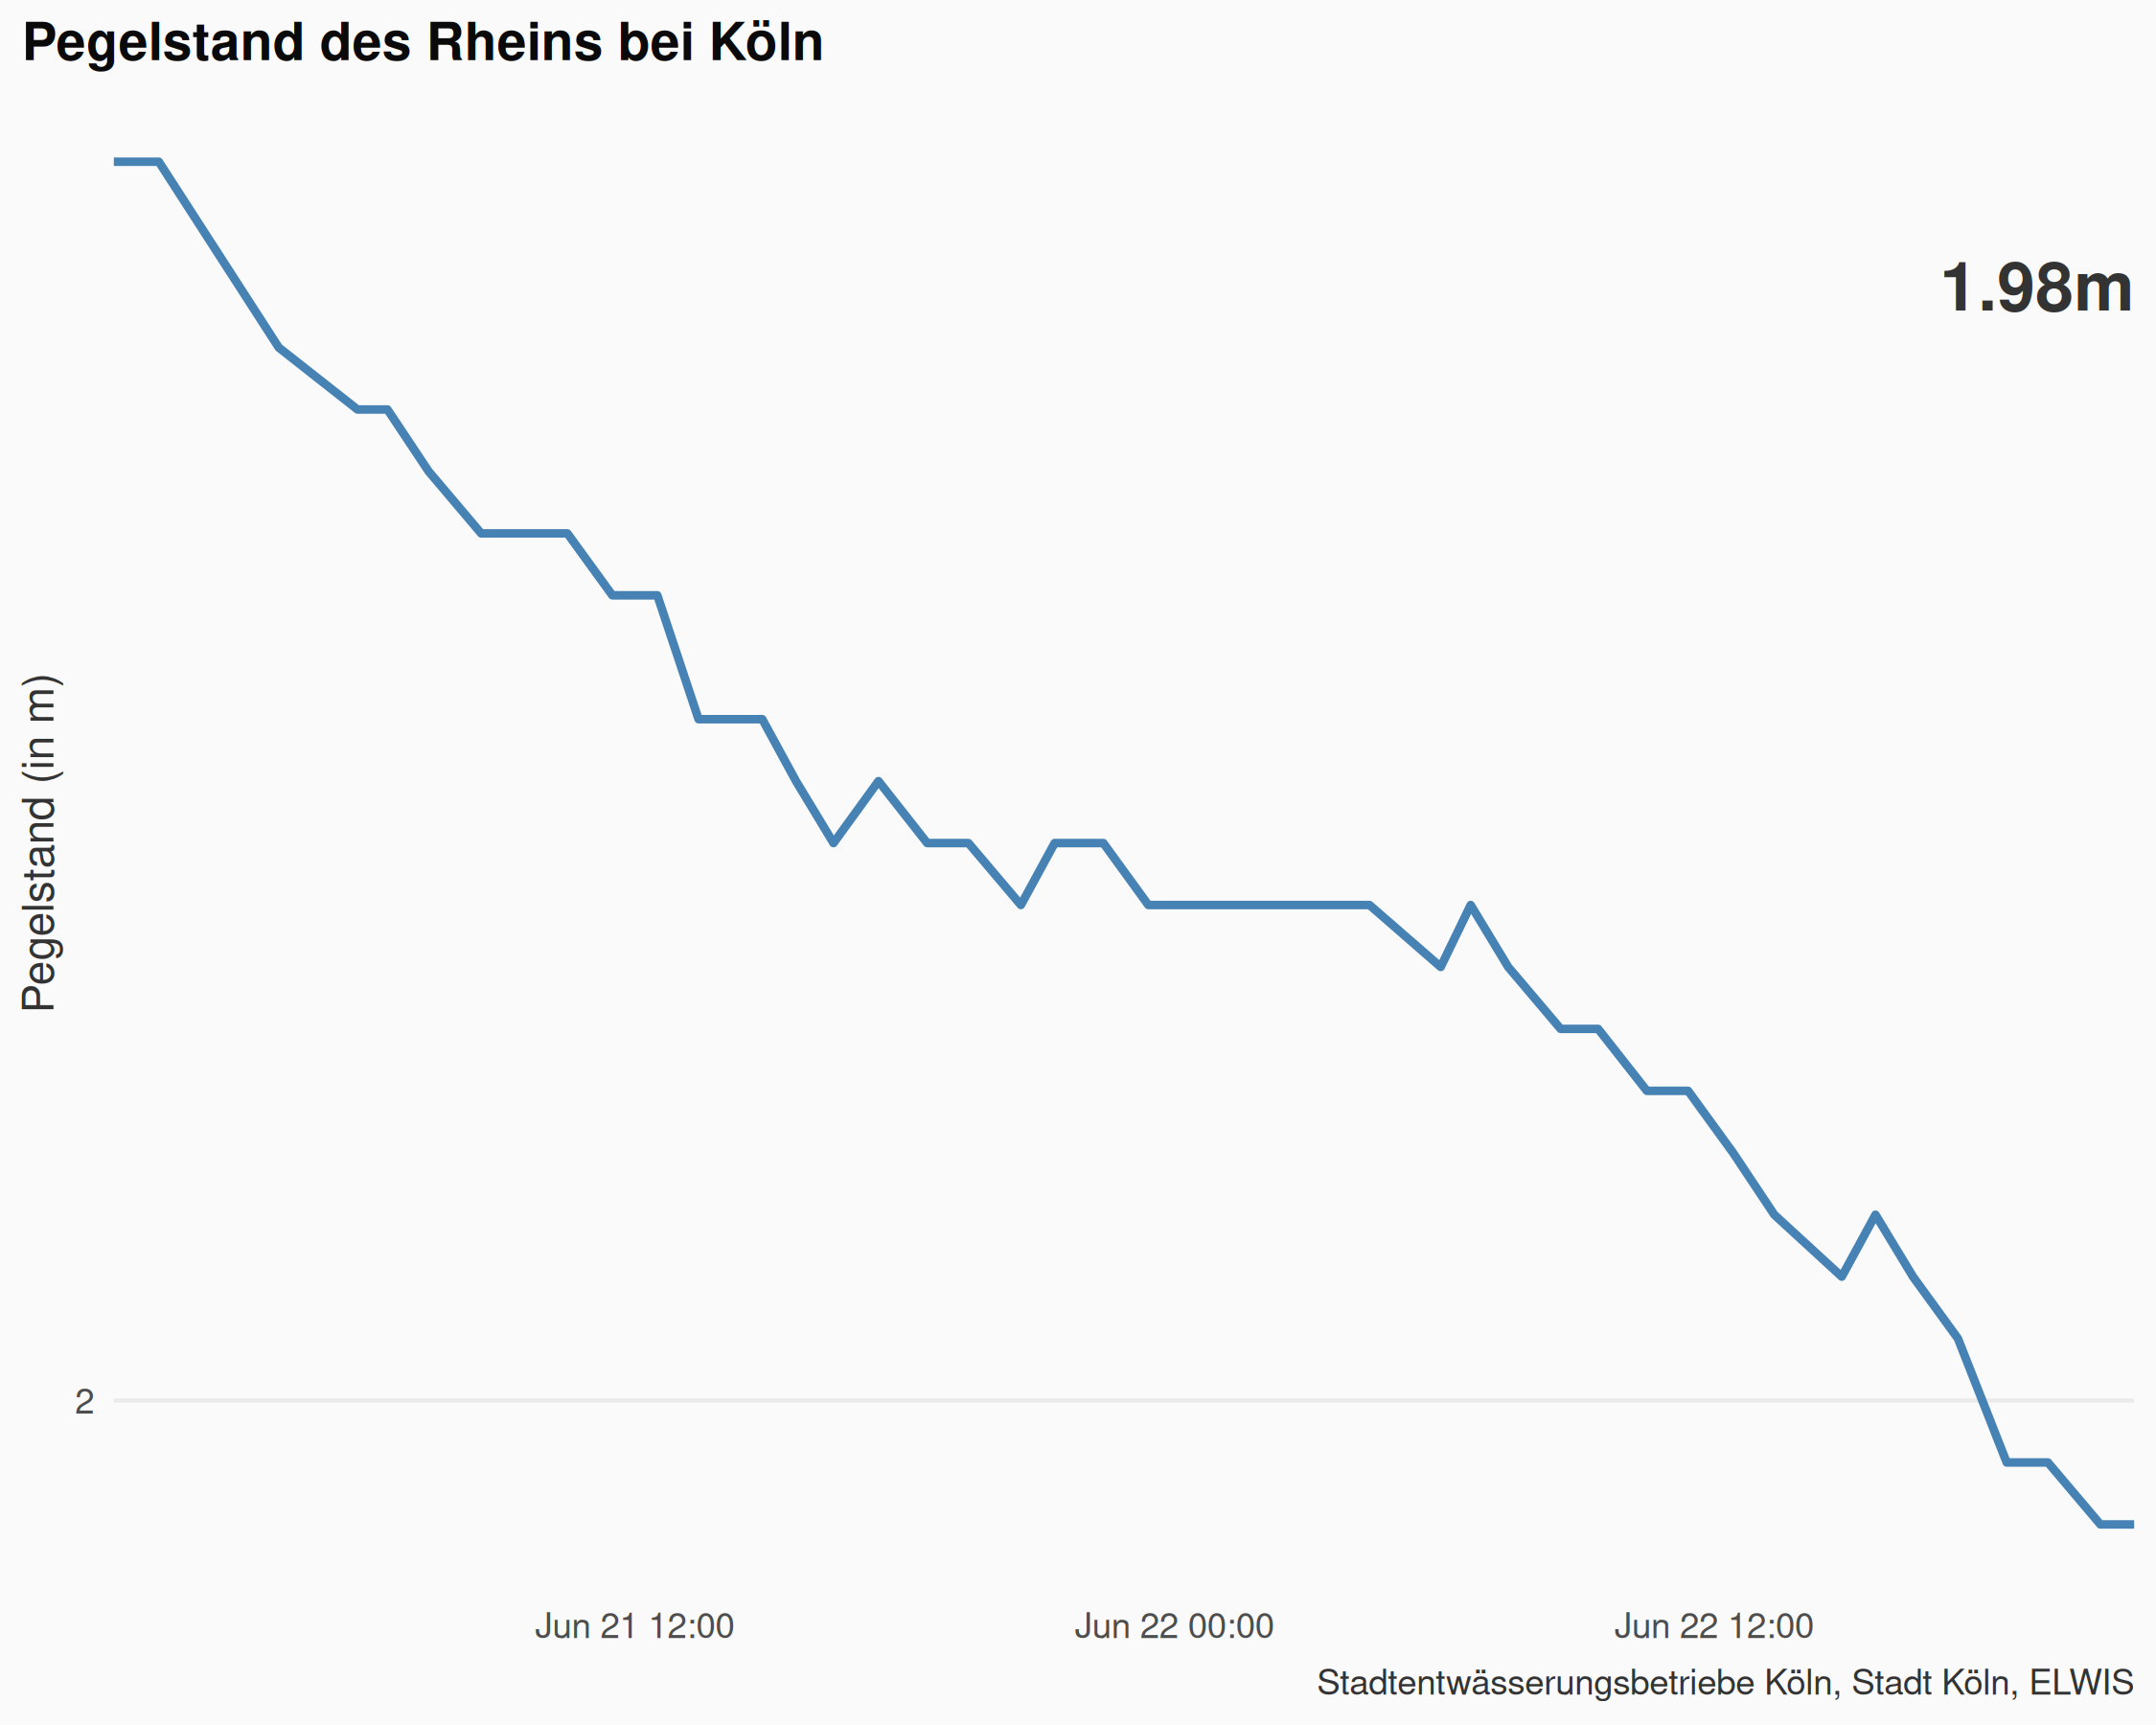 Pegelstand des Rheins bei Köln
1.98m
Pegelstand (in m)
2
Jun 21 12:00
Jun 22 00:00
Jun 22 12:00
Stadtentwässerungsbetriebe Köln, Stadt Köln, ELWIS